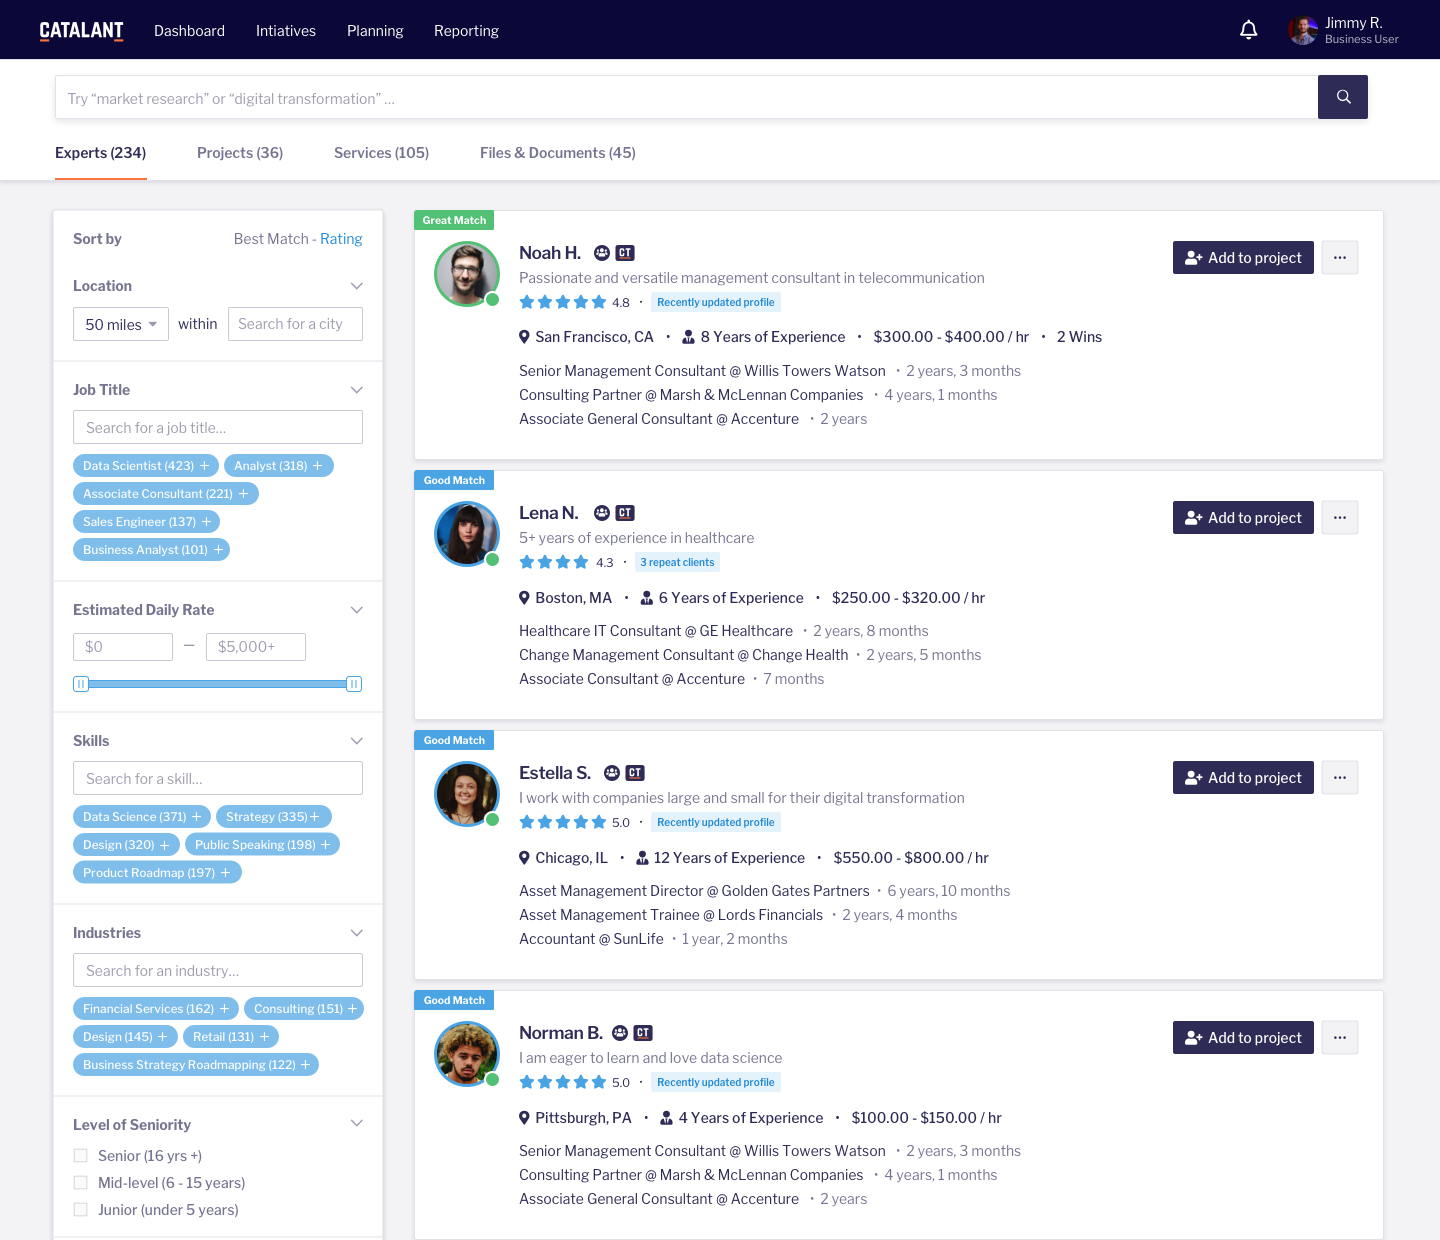 CATALANT
Dashboard
Intiatives
Planning
Reporting
Jimmy R.
Business User
Try “market research” or “digital transformation” ...
Experts (234)
Projects (36)
Services (105)
Files & Documents (45)
Sort by
Best Match - Rating
Location
50 miles
within
Search for a city
Job Title
Search for a job title...
Data Scientist (423) +
Analyst (318) +
Associate Consultant (221) +
Sales Engineer (137) +
Business Analyst (101) +
Estimated Daily Rate
$0
—
$5,000+
Skills
Search for a skill...
Data Science (371) +
Strategy (335) +
Design (320) +
Public Speaking (198) +
Product Roadmap (197) +
Industries
Search for an industry...
Financial Services (162) +
Consulting (151) +
Design (145) +
Retail (131) +
Business Strategy Roadmapping (122) +
Level of Seniority
Senior (16 yrs +)
Mid-level (6 - 15 years)
Junior (under 5 years)
Great Match
Noah H.
CT
Add to project
...
Passionate and versatile management consultant in telecommunication
4.8 · Recently updated profile
San Francisco, CA • 8 Years of Experience • $300.00 - $400.00 / hr • 2 Wins
Senior Management Consultant @ Willis Towers Watson • 2 years, 3 months
Consulting Partner @ Marsh & McLennan Companies • 4 years, 1 months
Associate General Consultant @ Accenture • 2 years
Good Match
Lena N.
CT
Add to project
...
5+ years of experience in healthcare
4.3 · 3 repeat clients
Boston, MA • 6 Years of Experience • $250.00 - $320.00 / hr
Healthcare IT Consultant @ GE Healthcare • 2 years, 8 months
Change Management Consultant @ Change Health • 2 years, 5 months
Associate Consultant @ Accenture • 7 months
Good Match
Estella S.
CT
Add to project
...
I work with companies large and small for their digital transformation
5.0 · Recently updated profile
Chicago, IL • 12 Years of Experience • $550.00 - $800.00 / hr
Asset Management Director @ Golden Gates Partners • 6 years, 10 months
Asset Management Trainee @ Lords Financials • 2 years, 4 months
Accountant @ SunLife • 1 year, 2 months
Good Match
Norman B.
CT
Add to project
...
I am eager to learn and love data science
5.0 · Recently updated profile
Pittsburgh, PA • 4 Years of Experience • $100.00 - $150.00 / hr
Senior Management Consultant @ Willis Towers Watson • 2 years, 3 months
Consulting Partner @ Marsh & McLennan Companies • 4 years, 1 months
Associate General Consultant @ Accenture • 2 years